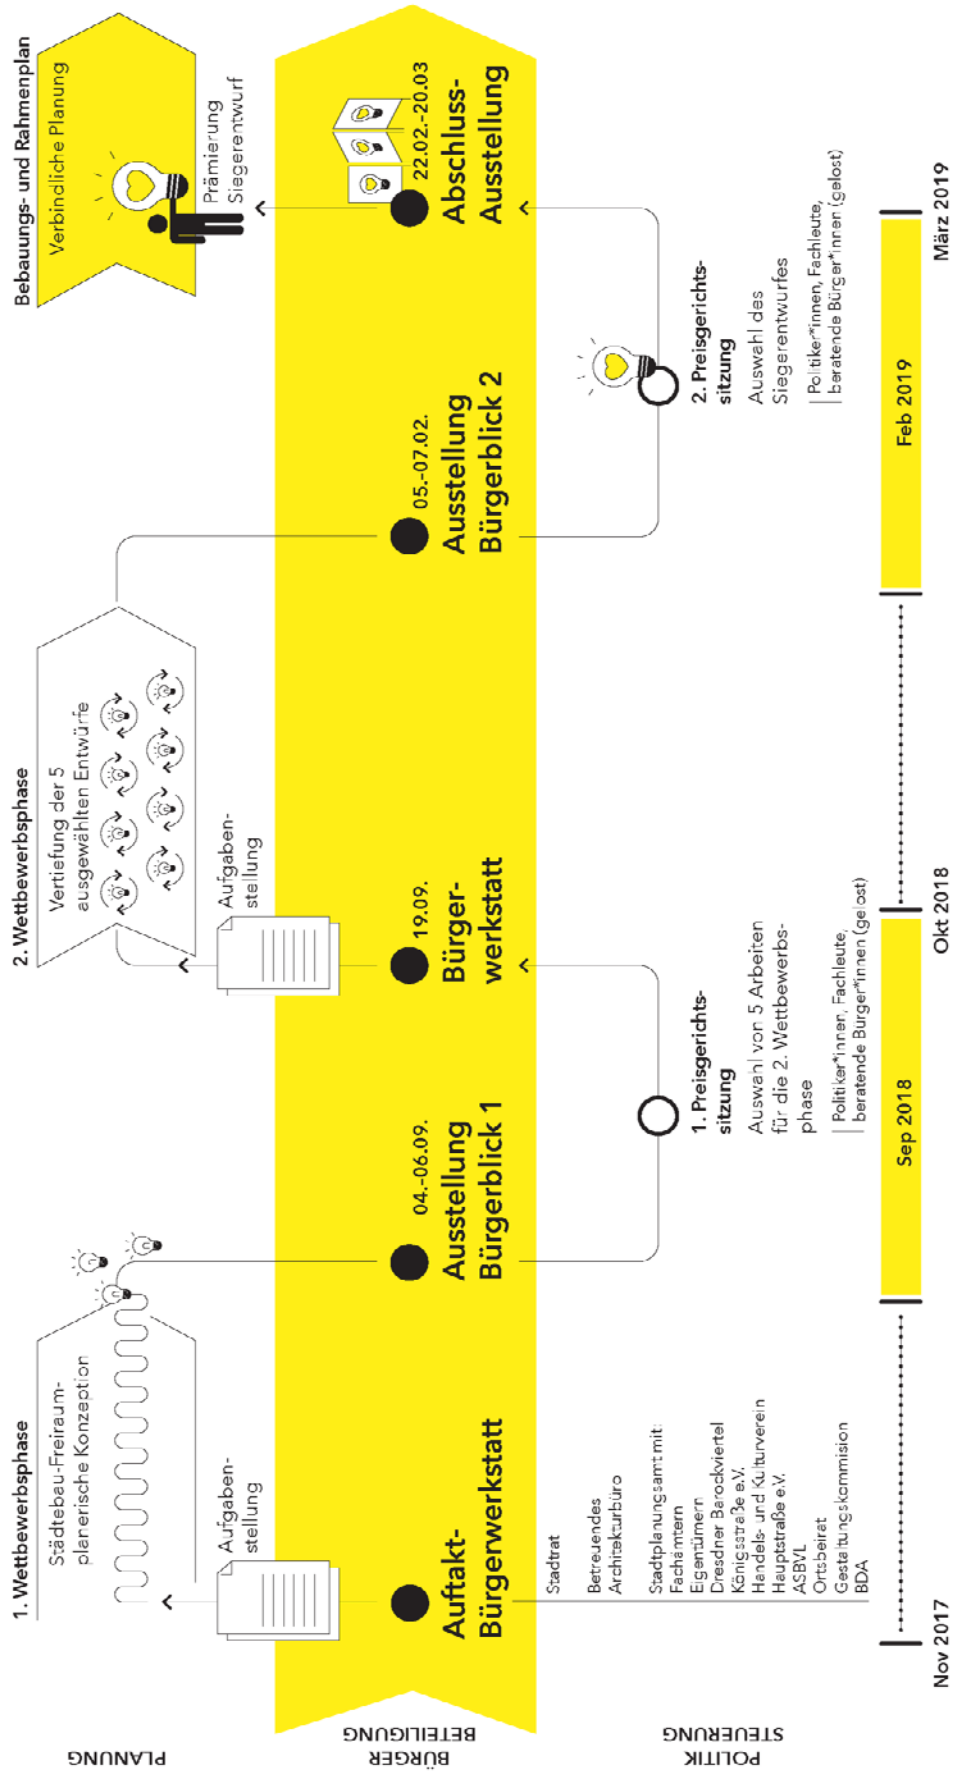 PLANUNG
BÜRGER
BETEILIGUNG
POLITIK
STEUERUNG
1. Wettbewerbsphase
Städtebau-Freiraum-
planerische Konzeption
Aufgaben-
stellung
2. Wettbewerbsphase
Vertiefung der 5
ausgewählten Entwürfe
Aufgaben-
stellung
Bebauungs- und Rahmenplan
Verbindliche Planung
Prämierung
Siegerentwurf
Auftakt-
Bürgerwerkstatt
04.-06.09.
Ausstellung
Bürgerblick 1
19.09.
Bürger-
werkstatt
05.-07.02.
Ausstellung
Bürgerblick 2
22.02.-20.03
Abschluss-
Ausstellung
Stadtrat
Betreuendes
Architekturbüro
Stadtplanungsamt mit:
Fachämtern
Eigentümern
Dresdner Barockviertel
Königsstraße e.V.
Handels- und Kulturverein
Hauptstraße e.V.
ASBVL
Ortsbeirat
Gestaltungskommision
BDA
1. Preisgerichts-
sitzung
Auswahl von 5 Arbeiten
für die 2. Wettbewerbs-
phase
Politiker*innen, Fachleute,
beratende Bürger*innen (gelost)
2. Preisgerichts-
sitzung
Auswahl des
Siegerentwurfes
Politiker*innen, Fachleute,
beratende Bürger*innen (gelost)
Sep 2018
Feb 2019
Nov 2017
Okt 2018
März 2019